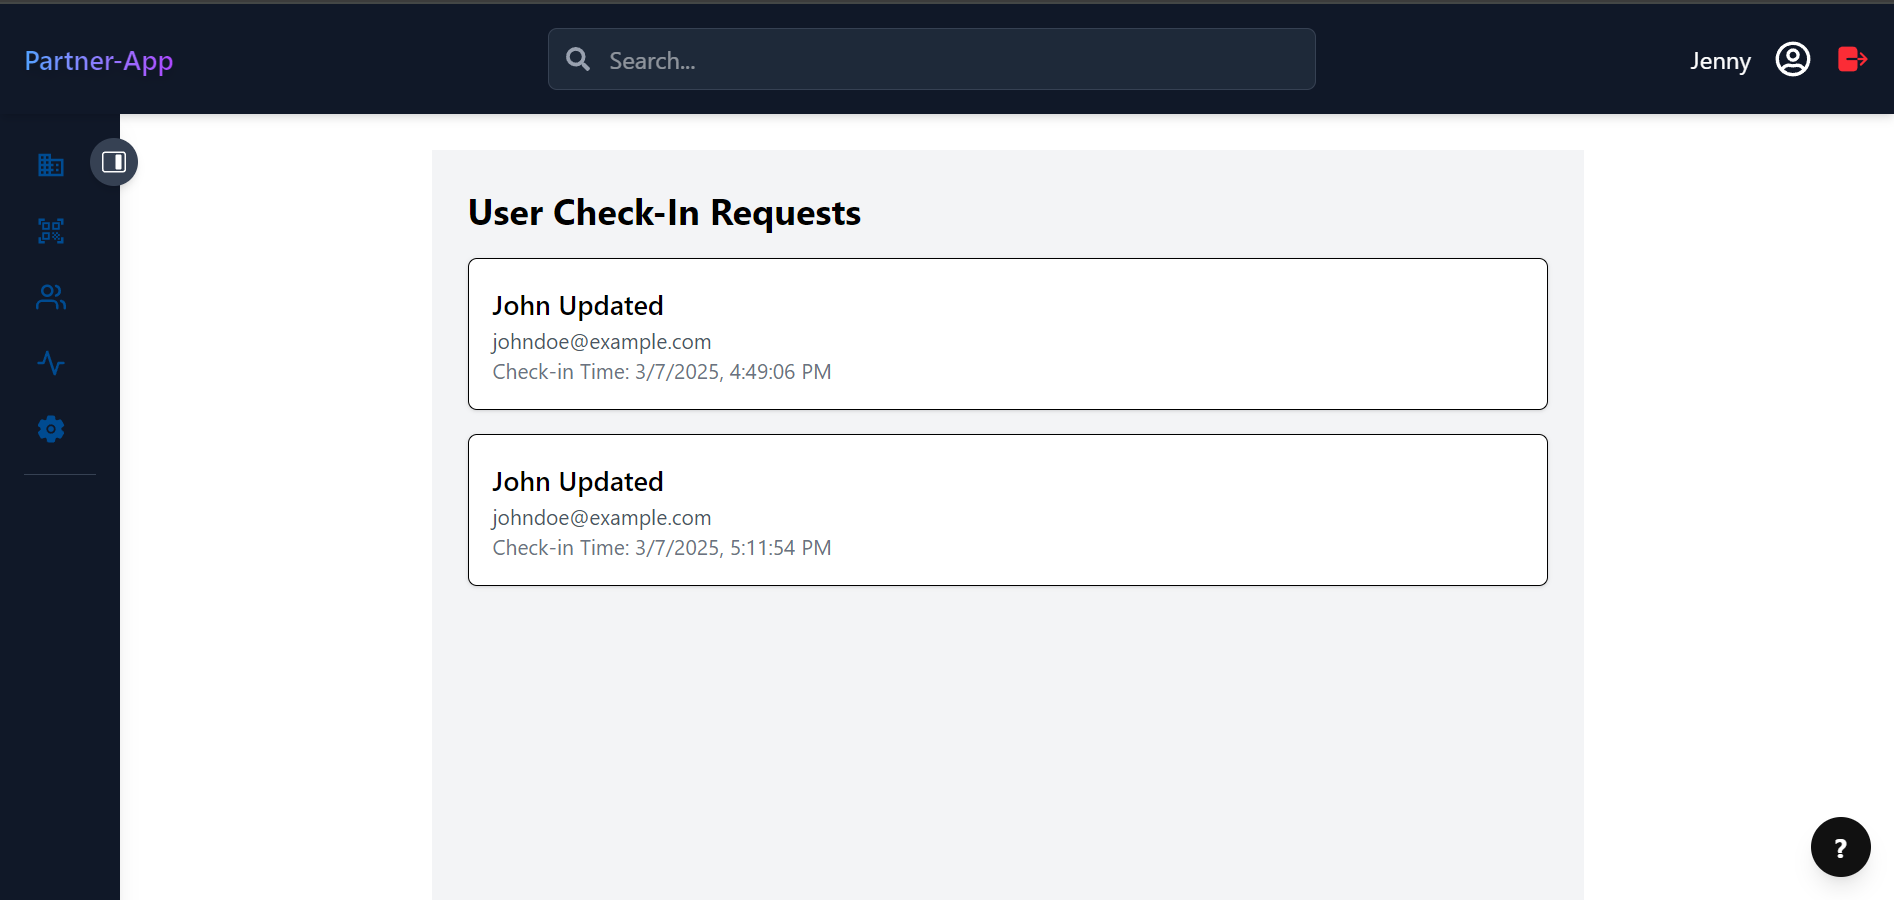 Partner-App
Search...
Jenny
User Check-In Requests
John Updated
johndoe@example.com
Check-in Time: 3/7/2025, 4:49:06 PM
John Updated
johndoe@example.com
Check-in Time: 3/7/2025, 5:11:54 PM
?